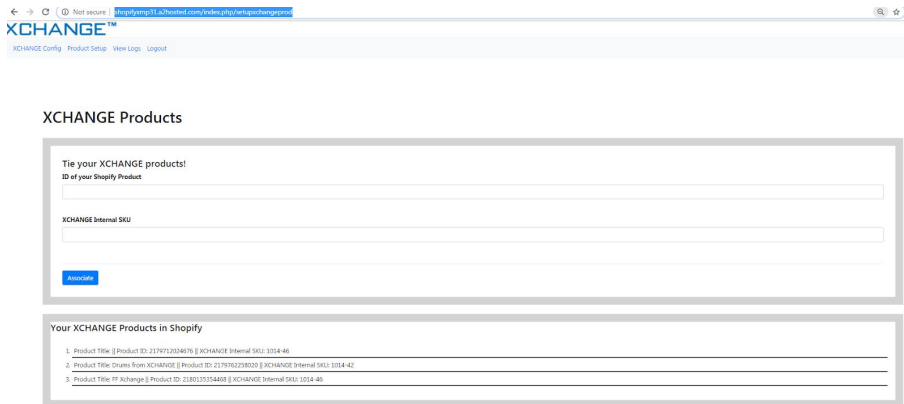 Not secure | shopifyxmp31.a2hosted.com/index.php/setupxchangeprod
XCHANGE™
XCHANGE Config Product Setup View Logs Logout
XCHANGE Products
Tie your XCHANGE products!
ID of your Shopify Product
XCHANGE Internal SKU
Associate
Your XCHANGE Products in Shopify
1. Product Title: || Product ID: 2179712024676 || XCHANGE Internal SKU: 1014-46
2. Product Title: Drums from XCHANGE || Product ID: 2179762258020 || XCHANGE Internal SKU: 1014-42
3. Product Title: FF Xchange || Product ID: 2180135354468 || XCHANGE Internal SKU: 1014-46